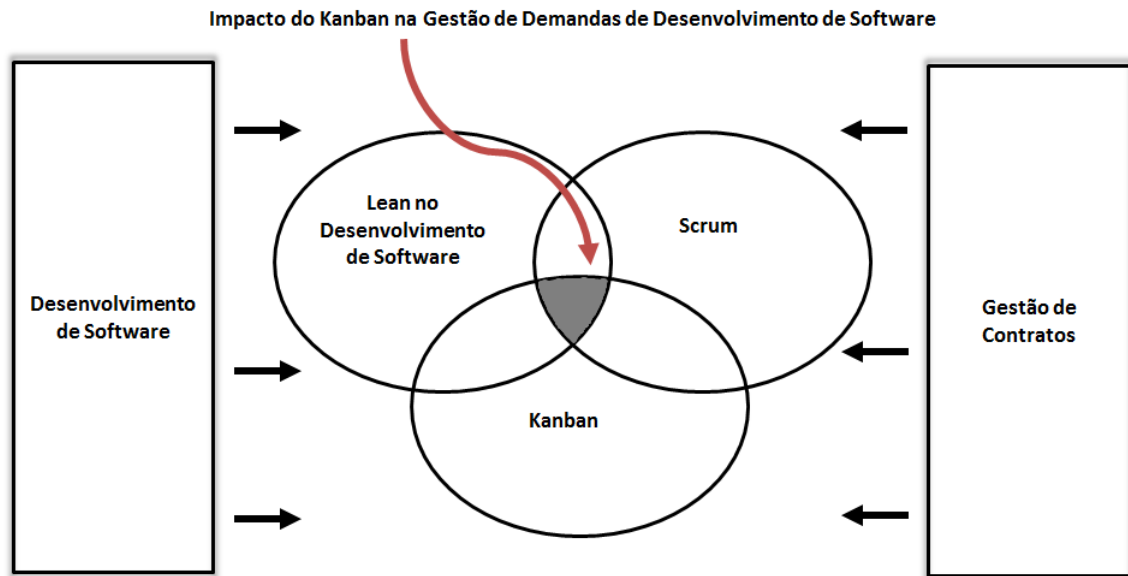 Impacto do Kanban na Gestão de Demandas de Desenvolvimento de Software
Lean no
Desenvolvimento
de Software
Scrum
Desenvolvimento
de Software
Gestão de
Contratos
Kanban